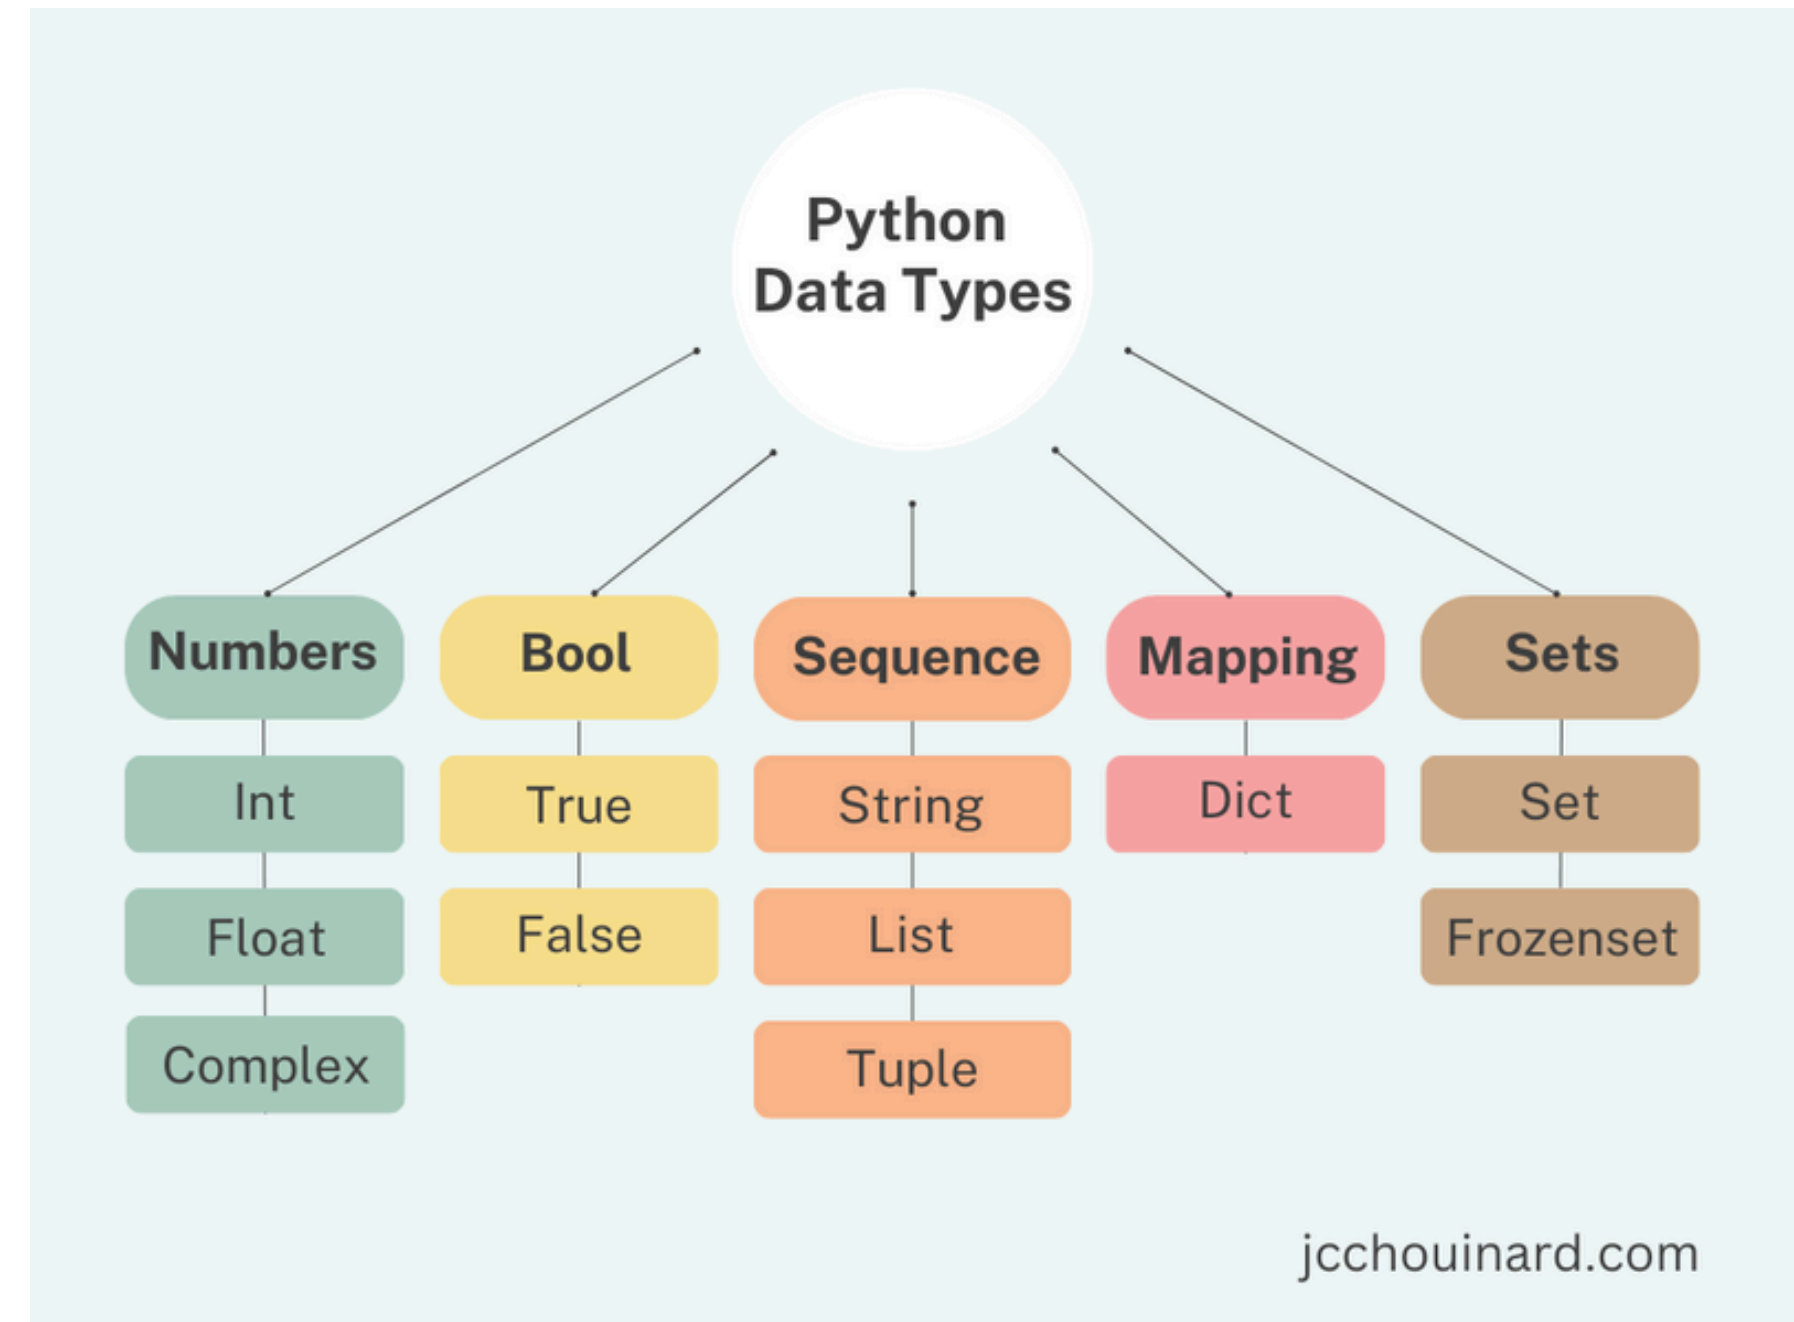 Python
Data Types
Numbers
Int
Float
Complex
Bool
True
False
Sequence
String
List
Tuple
Mapping
Dict
Sets
Set
Frozenset
jcchouinard.com